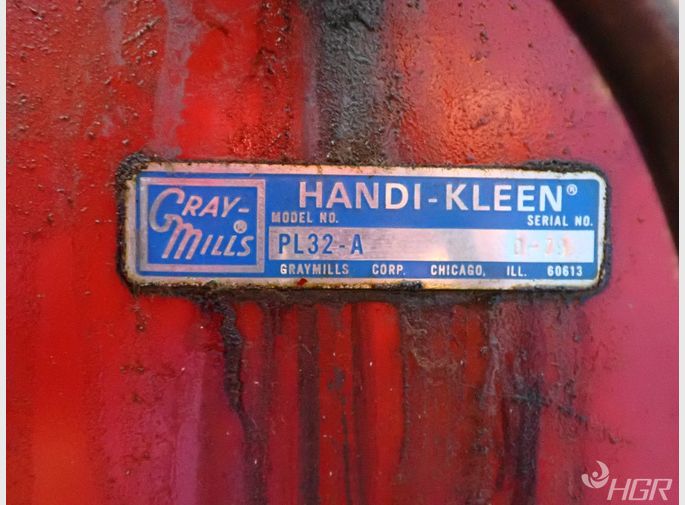 GRAY-
MILLS®
HANDI-KLEEN®
MODEL NO. SERIAL NO.
PL32-A
GRAYMILLS CORP. CHICAGO, ILL. 60613
HGR